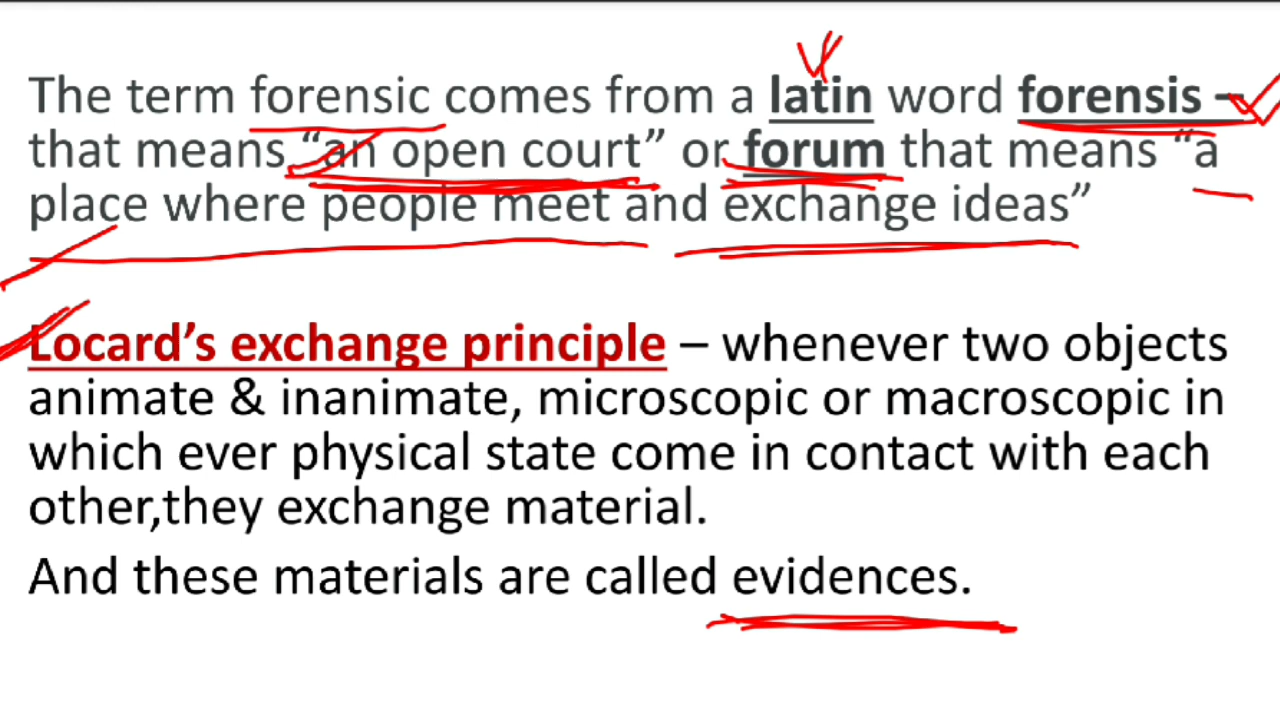 The term forensic comes from a latin word forensis –
that means “an open court” or forum that means “a
place where people meet and exchange ideas”
Locard’s exchange principle – whenever two objects
animate & inanimate, microscopic or macroscopic in
which ever physical state come in contact with each
other,they exchange material.
And these materials are called evidences.